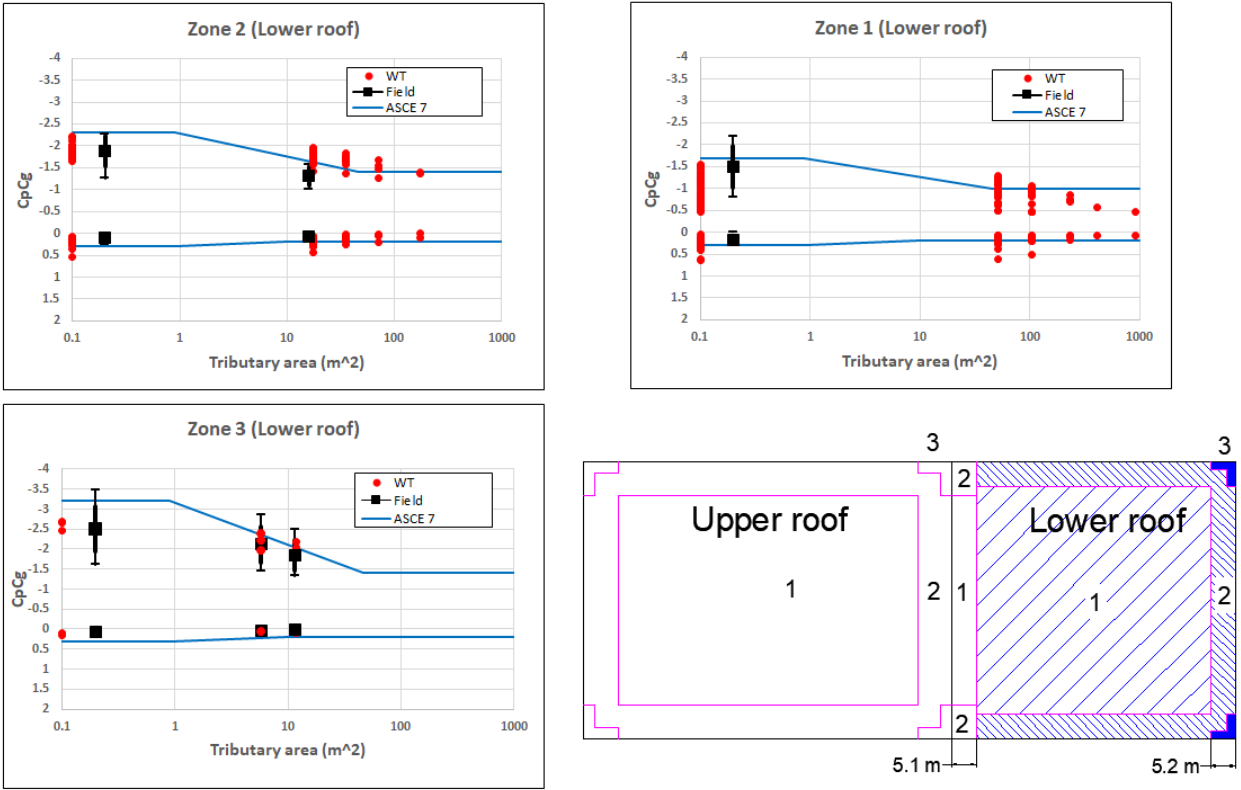 Zone 2 (Lower roof)
-4
-3.5
-3
-2.5
-2
-1.5
-1
-0.5
0
0.5
1
1.5
2
CpCg
WT
Field
ASCE 7
0.1 1 10 100 1000
Tributary area (m^2)
Zone 1 (Lower roof)
-4
-3.5
-3
-2.5
-2
-1.5
-1
-0.5
0
0.5
1
1.5
2
CpCg
WT
Field
ASCE 7
0.1 1 10 100 1000
Tributary area (m^2)
Zone 3 (Lower roof)
-4
-3.5
-3
-2.5
-2
-1.5
-1
-0.5
0
0.5
1
1.5
2
CpCg
WT
Field
ASCE 7
0.1 1 10 100 1000
Tributary area (m^2)
3 3
2
Upper roof Lower roof
1 2 1 1 2
2
5.1 m 5.2 m